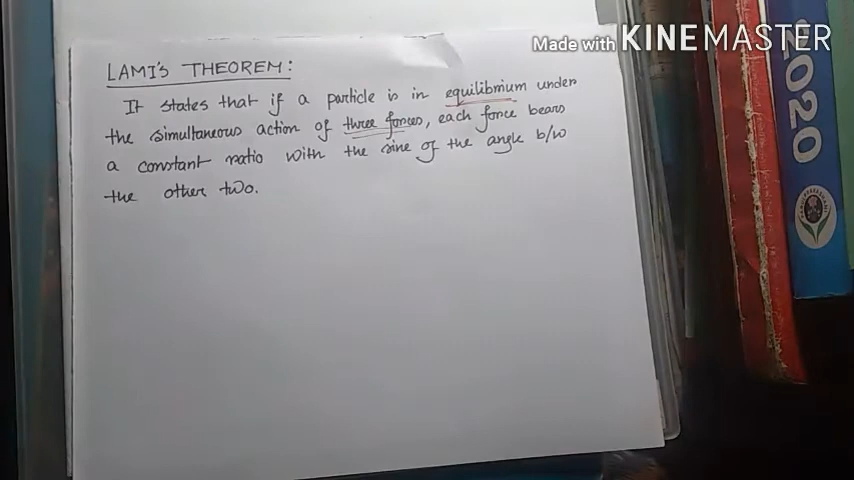 Made with KINEMASTER
LAMI'S THEOREM:
It states that if a particle is in equilibrium under
the simultaneous action of three forces, each force bears
a constant ratio with the sine of the angle b/w
the other two.
2020